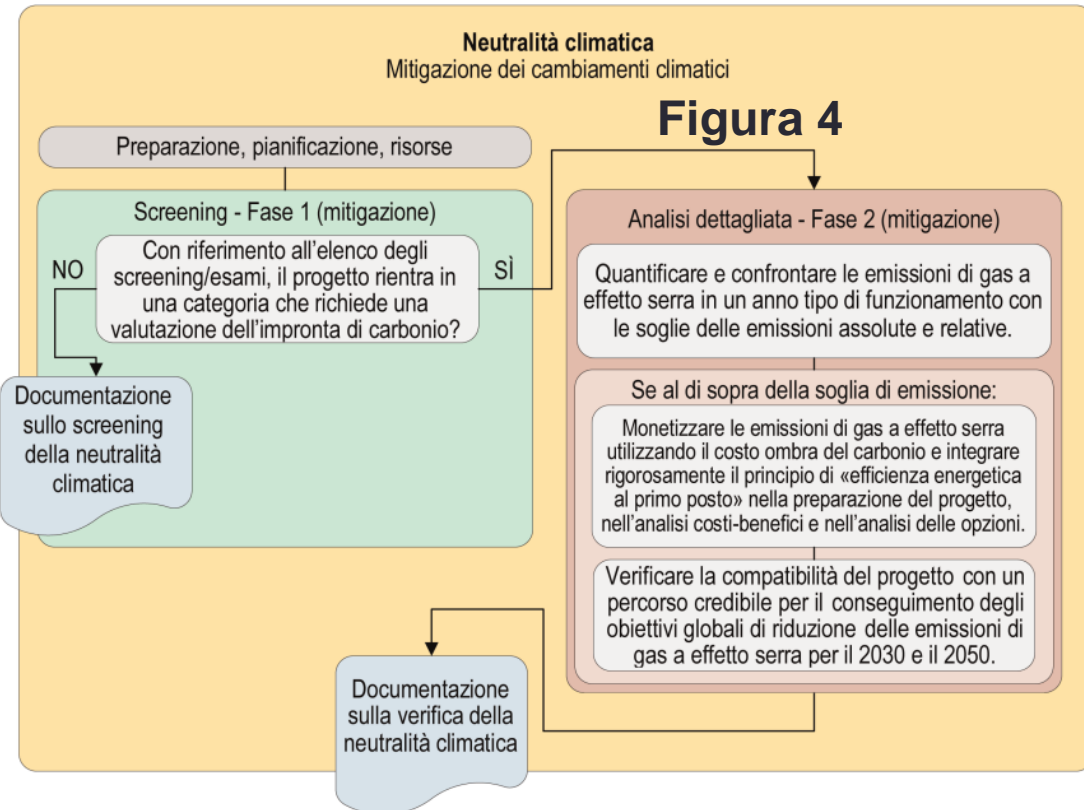 Neutralità climatica
Mitigazione dei cambiamenti climatici
Figura 4
Preparazione, pianificazione, risorse
Screening - Fase 1 (mitigazione)
NO
Con riferimento all'elenco degli
screening/esami, il progetto rientra in
una categoria che richiede una
valutazione dell'impronta di carbonio?
SÌ
Documentazione
sullo screening
della neutralità
climatica
Analisi dettagliata - Fase 2 (mitigazione)
Quantificare e confrontare le emissioni di gas a
effetto serra in un anno tipo di funzionamento con
le soglie delle emissioni assolute e relative.
Se al di sopra della soglia di emissione:
Monetizzare le emissioni di gas a effetto serra
utilizzando il costo ombra del carbonio e integrare
rigorosamente il principio di «efficienza energetica
al primo posto» nella preparazione del progetto,
nell'analisi costi-benefici e nell'analisi delle opzioni.
Verificare la compatibilità del progetto con un
percorso credibile per il conseguimento degli
obiettivi globali di riduzione delle emissioni di
gas a effetto serra per il 2030 e il 2050.
Documentazione
sulla verifica della
neutralità climatica